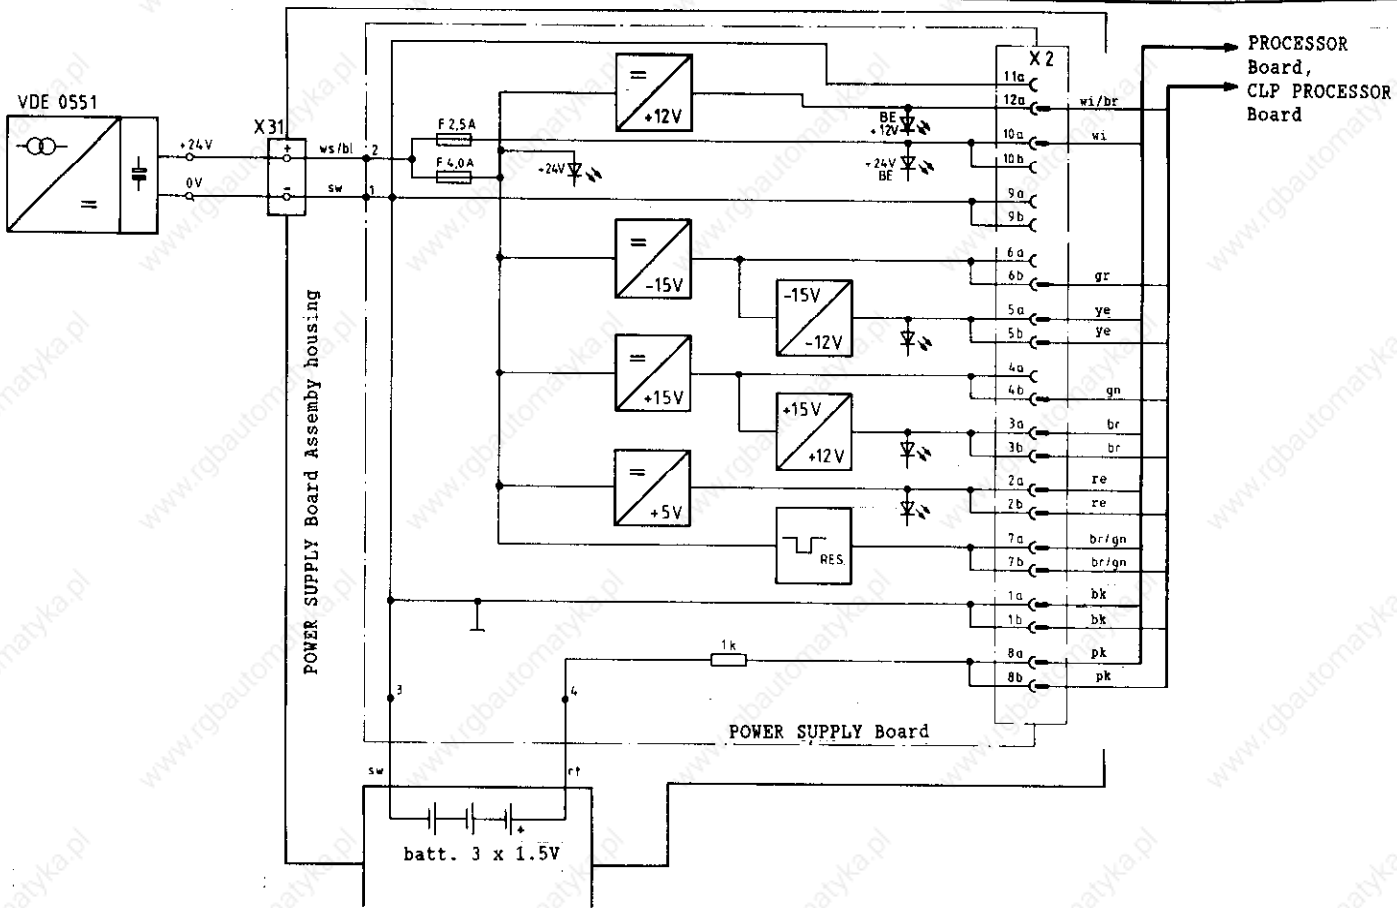 PROCESSOR
Board,
CLP PROCESSOR
Board
X2
VDE 0551
X31
+24V
0V
+
-
ws/bl
sw
2
1
F 2,5A
F 4,0A
=
+12V
+24V
BE
+12V
-24V
BE
11a
12a
wi/br
10a
wi
10b
9a
9b
=
=
-15V
6a
6b
gr
-15V
-12V
5a
ye
5b
ye
=
+15V
4a
4b
gn
+15V
+12V
3a
br
3b
br
=
+5V
2a
re
2b
re
RES.
7a
br/gn
7b
br/gn
1a
bk
1b
bk
1k
8a
pk
8b
pk
3
4
POWER SUPPLY Board
POWER SUPPLY Board Assemby housing
sw
rt
+
batt. 3 x 1.5V
www.rgbautomatyka.pl